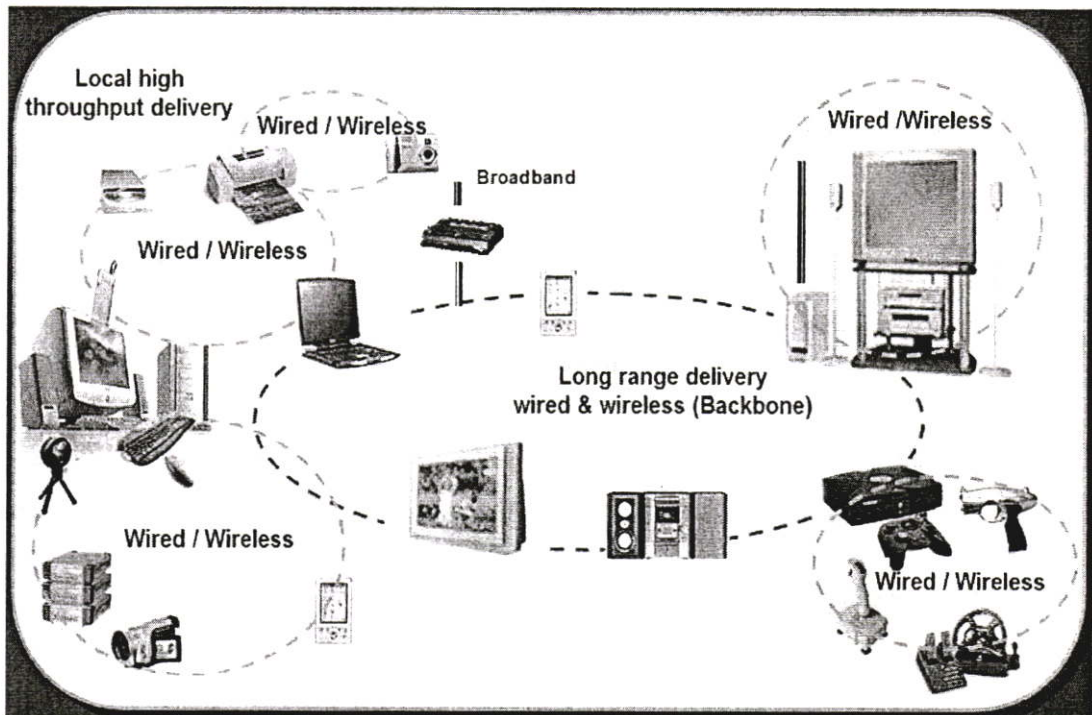 Local high
throughput delivery
Wired / Wireless
Wired /Wireless
Broadband
Wired / Wireless
Long range delivery
wired & wireless (Backbone)
Wired / Wireless
Wired / Wireless